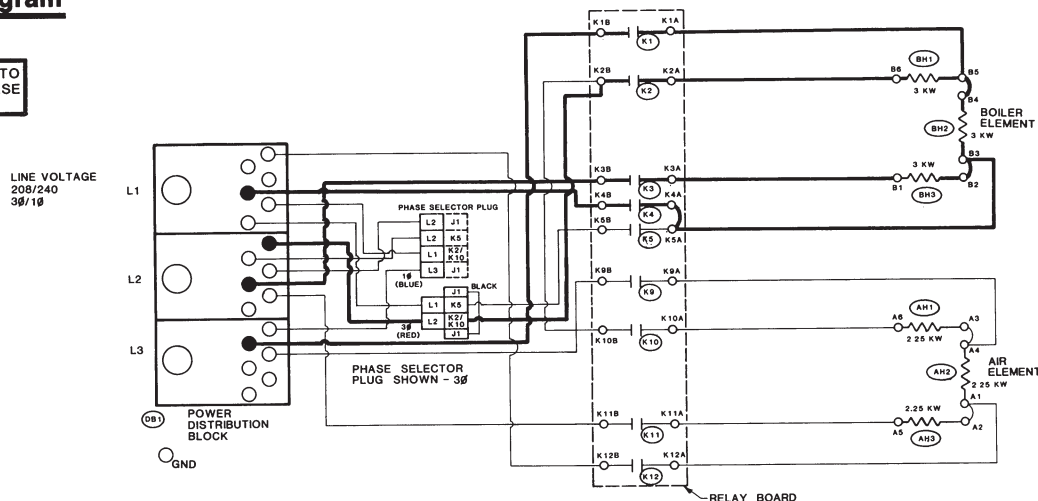 gram
TO
SE
LINE VOLTAGE
208/240
3Ø/1Ø
L1
L2
L3
DB1
POWER
DISTRIBUTION
BLOCK
GND
PHASE SELECTOR PLUG
L2 J1
L2 K5
L1 K2/
K10
L3 J1
1Ø
(BLUE)
BLACK
J1
L1 K5
L2 K2/
K10
J1
3Ø
(RED)
PHASE SELECTOR
PLUG SHOWN - 3Ø
K1B K1A
K1
K2B K2A
K2
K3B K3A
K3
K4B K4A
K4
K5B
K5 K5A
K9B K9A
K9
K10A
K10B K10
K11B K11A
K11
K12B K12A
K12
RELAY BOARD
BH1
B6 B5
3 KW
B4
BOILER
ELEMENT
BH2
3 KW
B3
3 KW
B1 B2
BH3
AH1
A6 A3
2 25 KW
A4
AIR
ELEMENT
AH2
2 25 KW
A1
2.25 KW
A5 A2
AH3